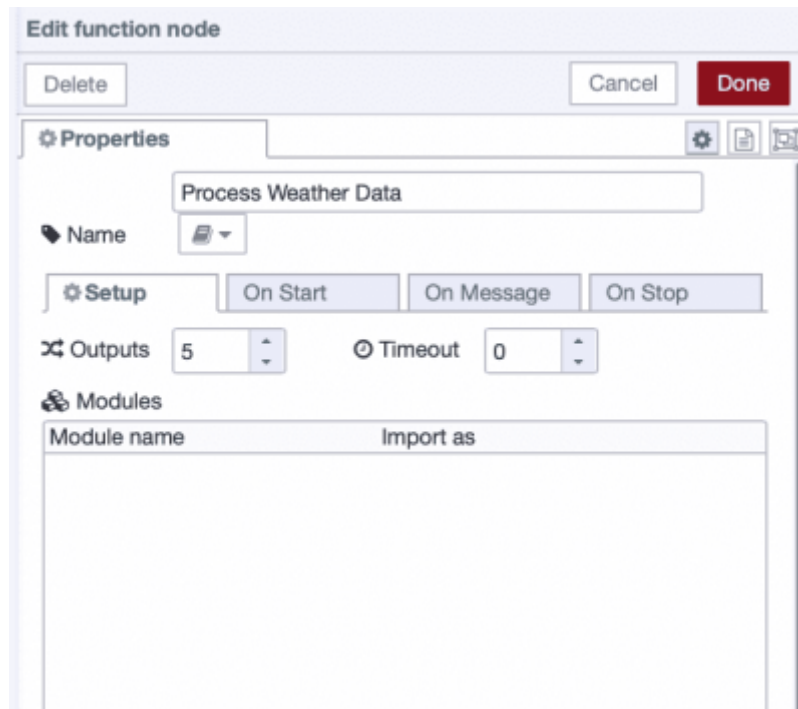 Edit function node
Delete Cancel Done
Properties
Process Weather Data
Name
Setup On Start On Message On Stop
Outputs 5 Timeout 0
Modules
Module name Import as